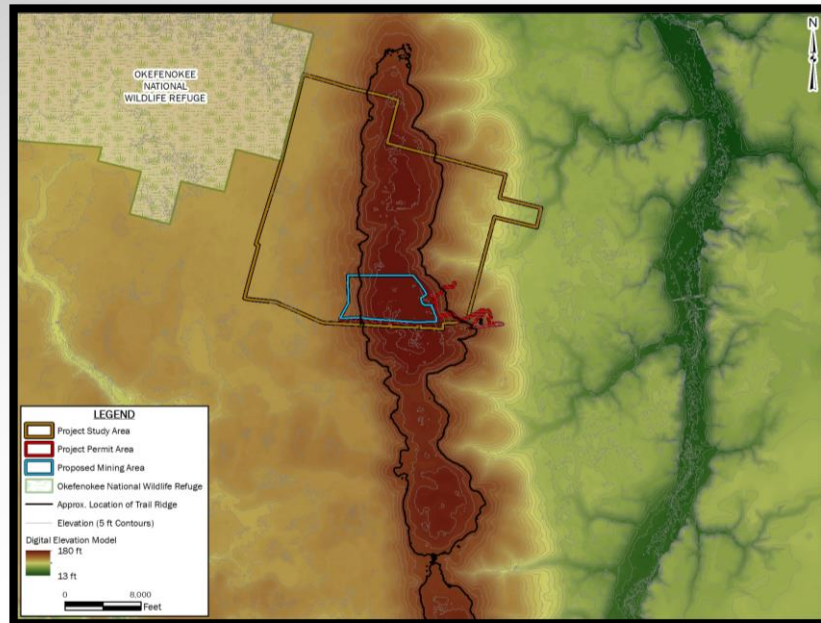 OKEFENOKEE
NATIONAL
WILDLIFE REFUGE
N
LEGEND
Project Study Area
Project Permit Area
Proposed Mining Area
Okefenokee National Wildlife Refuge
Approx. Location of Trail Ridge
Elevation (5 ft Contours)
Digital Elevation Model
180 ft
13 ft
0 8,000
Feet